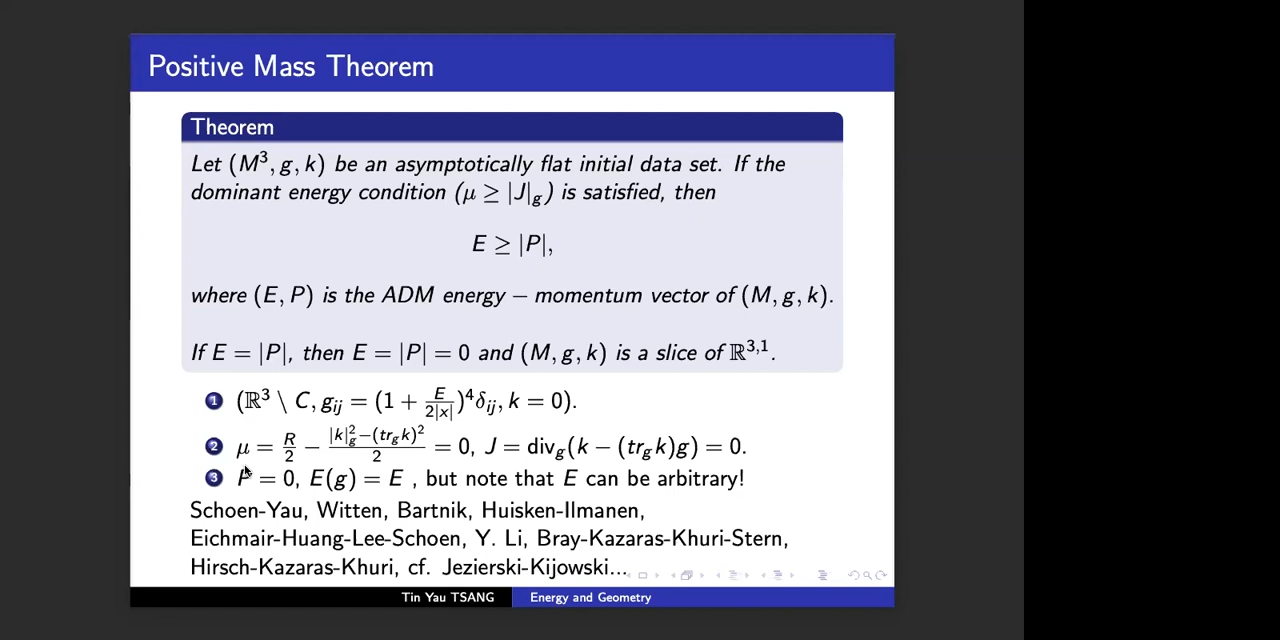 Positive Mass Theorem
Theorem
Let (M³, g, k) be an asymptotically flat initial data set. If the
dominant energy condition (μ ≥ |J|_g) is satisfied, then
E ≥ |P|,
where (E, P) is the ADM energy − momentum vector of (M, g, k).
If E = |P|, then E = |P| = 0 and (M, g, k) is a slice of ℝ^{3,1}.
1 (ℝ³ \ C, g_{ij} = (1 + E/(2|x|))⁴δ_{ij}, k = 0).
2 μ = R/2 − (|k|²_g−(tr_g k)²)/2 = 0, J = div_g(k − (tr_g k)g) = 0.
3 P = 0, E(g) = E , but note that E can be arbitrary!
Schoen-Yau, Witten, Bartnik, Huisken-Ilmanen,
Eichmair-Huang-Lee-Schoen, Y. Li, Bray-Kazaras-Khuri-Stern,
Hirsch-Kazaras-Khuri, cf. Jezierski-Kijowski...
Tin Yau TSANG Energy and Geometry